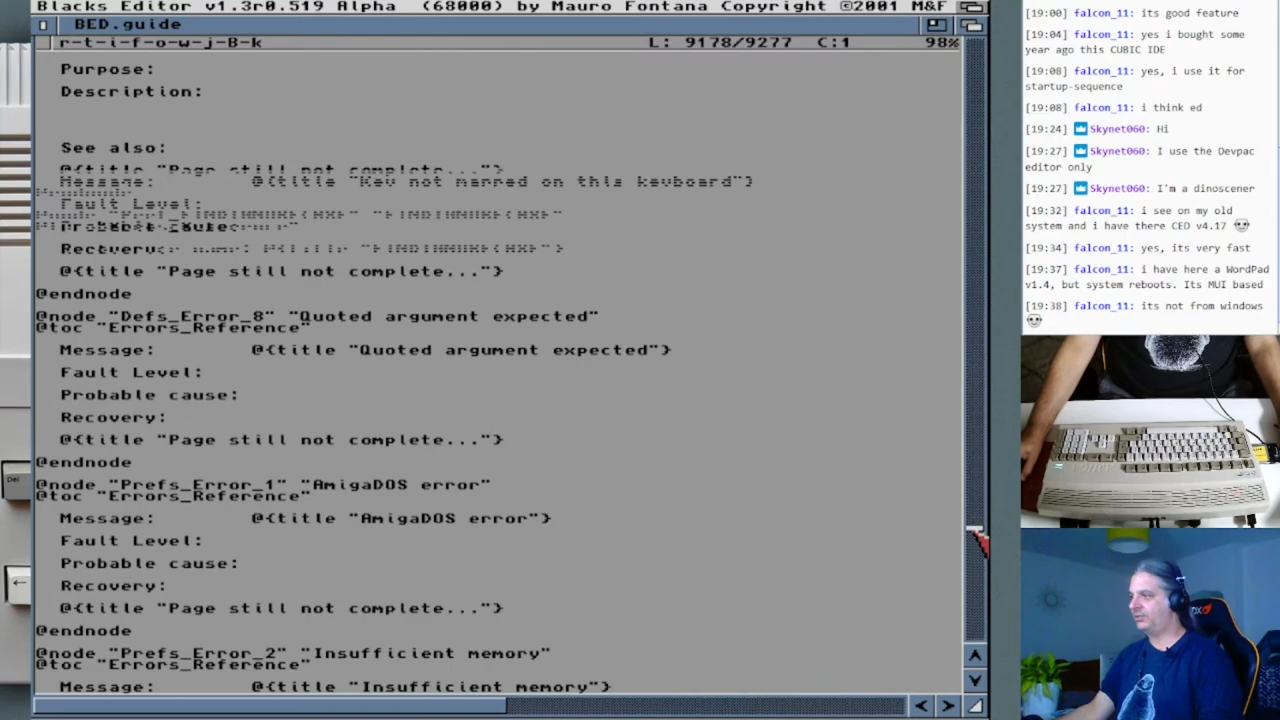 Blacks Editor v1.3r0.519 Alpha (68000) by Mauro Fontana Copyright ©2001 M&F
BED.guide
r-t-i-f-o-w-j-B-k L: 9178/9277 C:1 98%
Purpose:
Description:
See also:
@{title "Page still not complete..."}
Message: @{title "Key not mapped on this keyboard"}
Fault Level:
@{title "Page still not complete..."}
@endnode
@node "Defs_Error_8" "Quoted argument expected"
@toc "Errors_Reference"
Message: @{title "Quoted argument expected"}
Fault Level:
Probable cause:
Recovery:
@{title "Page still not complete..."}
@endnode
@node "Prefs_Error_1" "AmigaDOS error"
@toc "Errors_Reference"
Message: @{title "AmigaDOS error"}
Fault Level:
Probable cause:
Recovery:
@{title "Page still not complete..."}
@endnode
@node "Prefs_Error_2" "Insufficient memory"
@toc "Errors_Reference"
Message: @{title "Insufficient memory"}
Del
[19:00] falcon_11: its good feature
[19:04] falcon_11: yes i bought some
year ago this CUBIC IDE
[19:08] falcon_11: yes, i use it for
startup-sequence
[19:08] falcon_11: i think ed
[19:24] Skynet060: Hi
[19:27] Skynet060: I use the Devpac
editor only
[19:27] Skynet060: I'm a dinoscener
[19:32] falcon_11: i see on my old
system and i have there CED v4.17
[19:34] falcon_11: yes, its very fast
[19:37] falcon_11: i have here a WordPad
v1.4, but system reboots. Its MUI based
[19:38] falcon_11: its not from windows